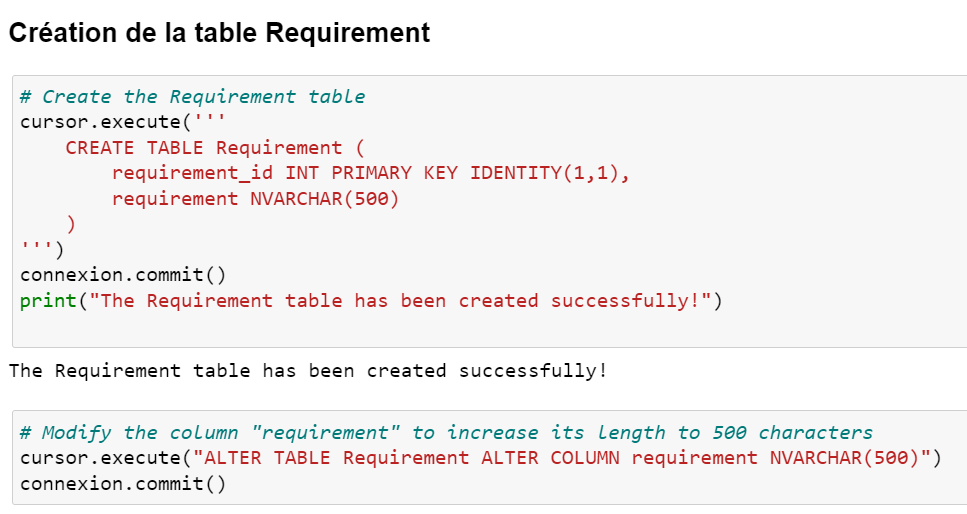 Création de la table Requirement
# Create the Requirement table
cursor.execute('''
    CREATE TABLE Requirement (
        requirement_id INT PRIMARY KEY IDENTITY(1,1),
        requirement NVARCHAR(500)
    )
''')
connexion.commit()
print("The Requirement table has been created successfully!")
The Requirement table has been created successfully!
# Modify the column "requirement" to increase its length to 500 characters
cursor.execute("ALTER TABLE Requirement ALTER COLUMN requirement NVARCHAR(500)")
connexion.commit()